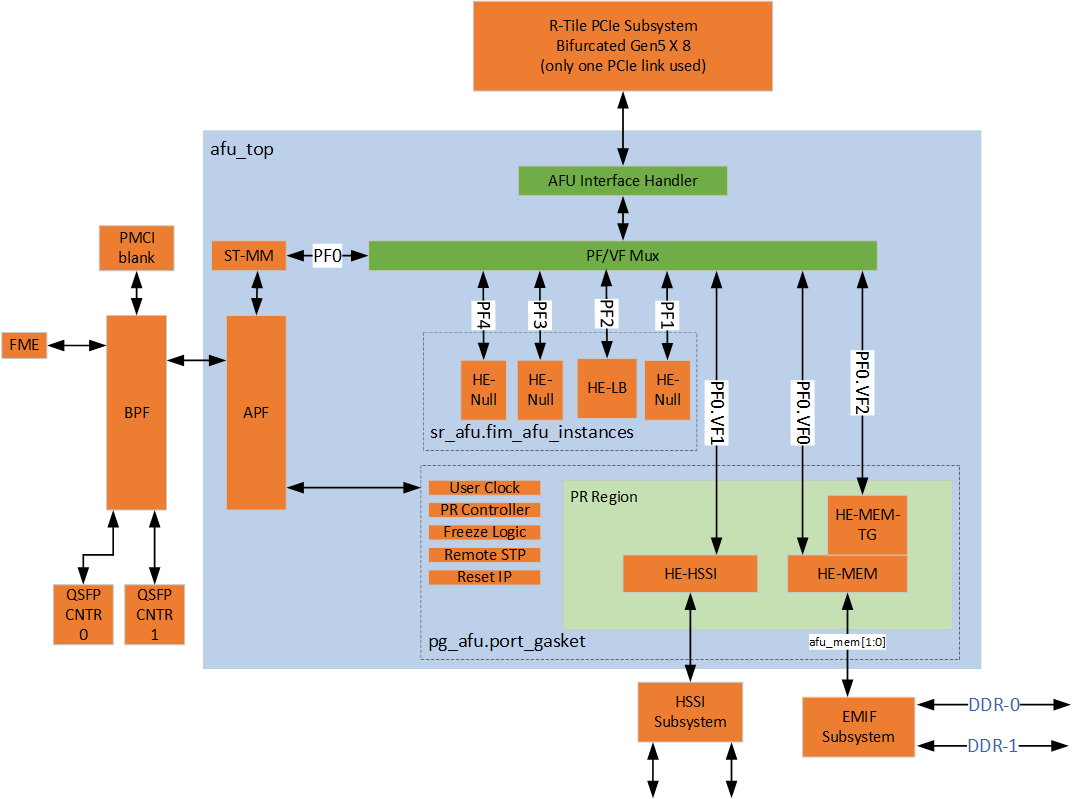 R-Tile PCIe Subsystem
Bifurcated Gen5 X 8
(only one PCIe link used)
afu_top
AFU Interface Handler
PMCI
blank
ST-MM
PF0
PF/VF Mux
PF4
PF3
PF2
PF1
FME
BPF
APF
HE-
Null
HE-
Null
HE-LB
HE-
Null
PF0.VF1
PF0.VF0
PF0.VF2
sr_afu.fim_afu_instances
User Clock
PR Controller
Freeze Logic
Remote STP
Reset IP
PR Region
HE-MEM-
TG
HE-HSSI
HE-MEM
QSFP
CNTR
0
QSFP
CNTR
1
pg_afu.port_gasket
afu_mem[1:0]
HSSI
Subsystem
EMIF
Subsystem
DDR-0
DDR-1